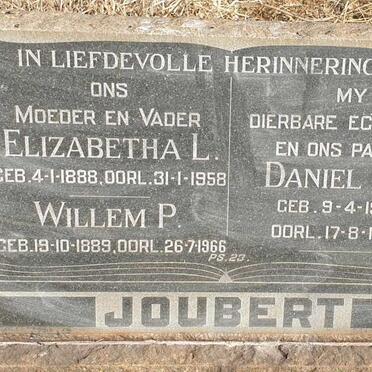 IN LIEFDEVOLLE HERINNERING
ONS
MOEDER EN VADER
ELIZABETHA L.
GEB. 4-1-1888, OORL. 31-1-1958
WILLEM P.
GEB. 19-10-1889, OORL. 26-7-1966
PS. 23.
MY
DIERBARE
EN ONS
DANIEL
GEB. 9-4-
OORL. 17-8-
JOUBERT